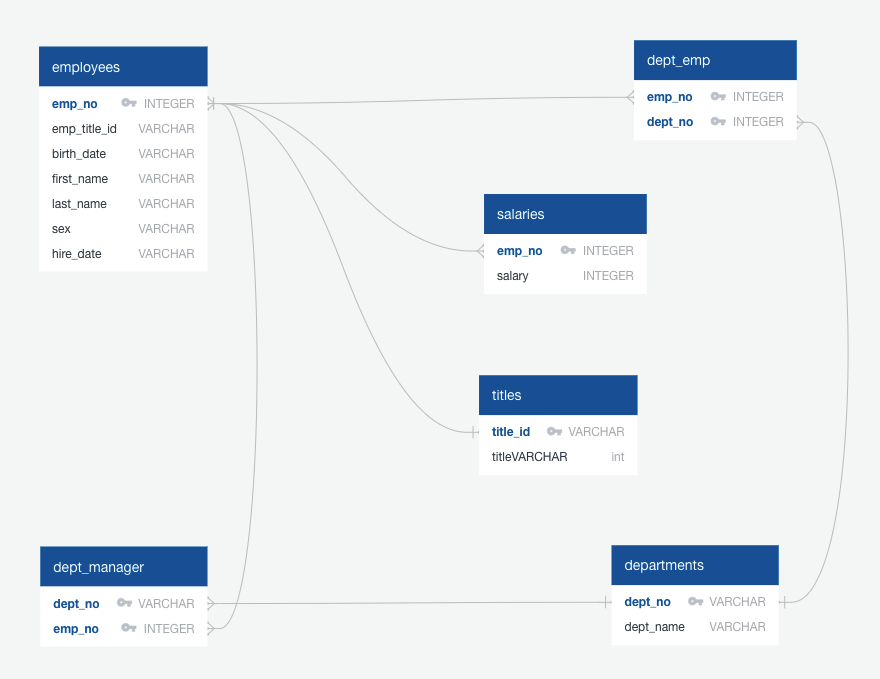 employees
emp_no INTEGER
emp_title_id VARCHAR
birth_date VARCHAR
first_name VARCHAR
last_name VARCHAR
sex VARCHAR
hire_date VARCHAR
dept_emp
emp_no INTEGER
dept_no INTEGER
salaries
emp_no INTEGER
salary INTEGER
titles
title_id VARCHAR
titleVARCHAR int
dept_manager
dept_no VARCHAR
emp_no INTEGER
departments
dept_no VARCHAR
dept_name VARCHAR